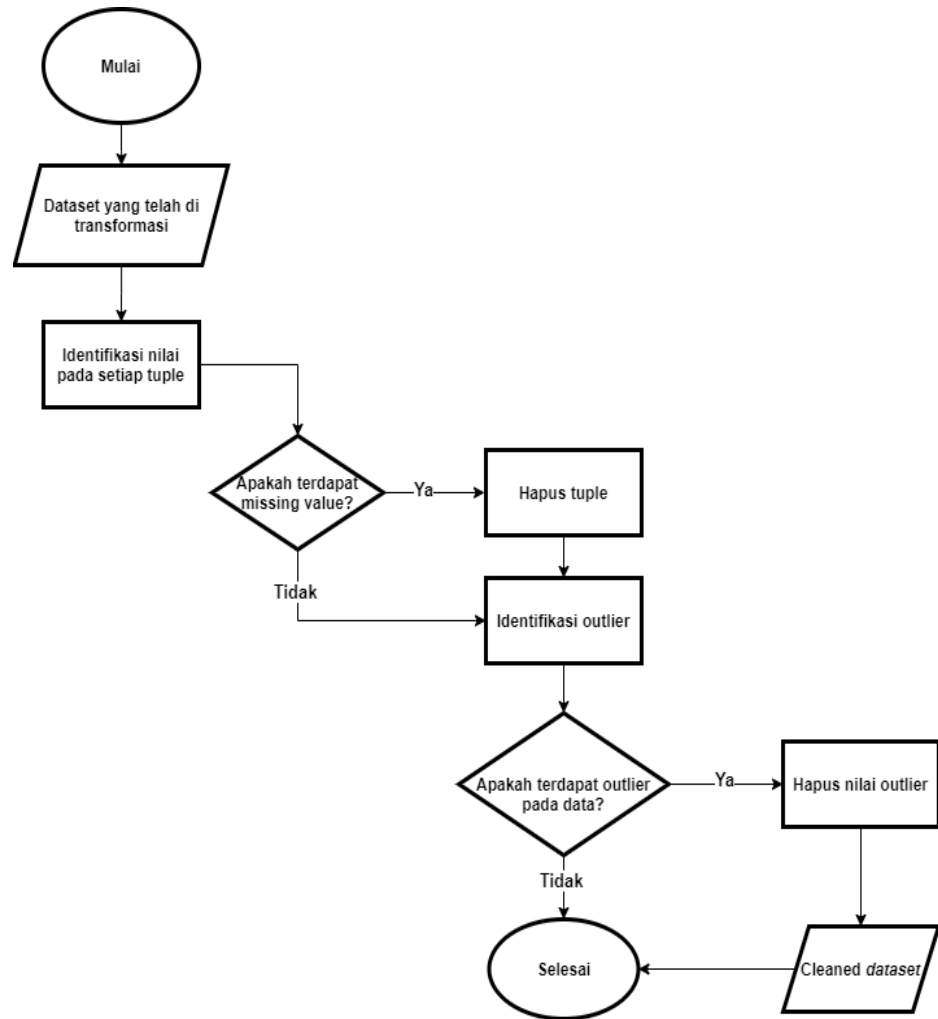 Mulai
Dataset yang telah di
transformasi
Identifikasi nilai
pada setiap tuple
Apakah terdapat
missing value?
Ya
Hapus tuple
Tidak
Identifikasi outlier
Apakah terdapat outlier
pada data?
Ya
Hapus nilai outlier
Tidak
Selesai
Cleaned dataset